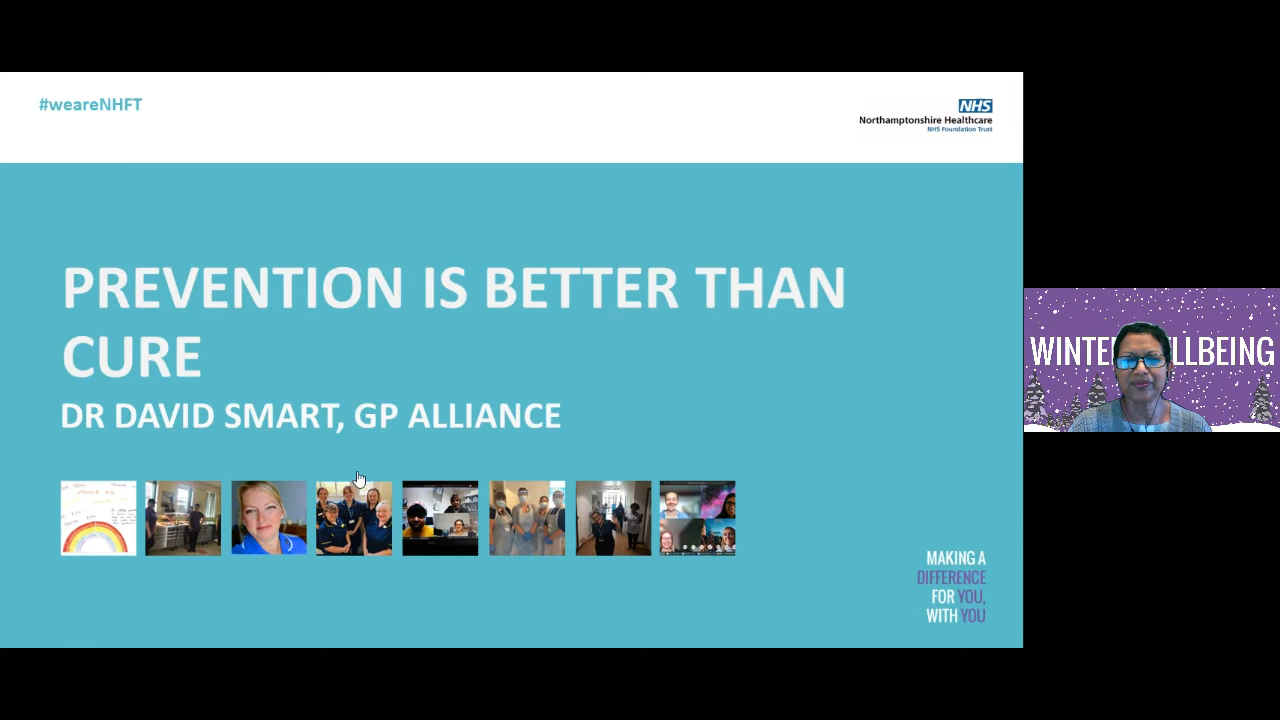 #weareNHFT
NHS
Northamptonshire Healthcare
NHS Foundation Trust
PREVENTION IS BETTER THAN
CURE
DR DAVID SMART, GP ALLIANCE
MAKING A
DIFFERENCE
FOR YOU,
WITH YOU
WINTE LLBEING